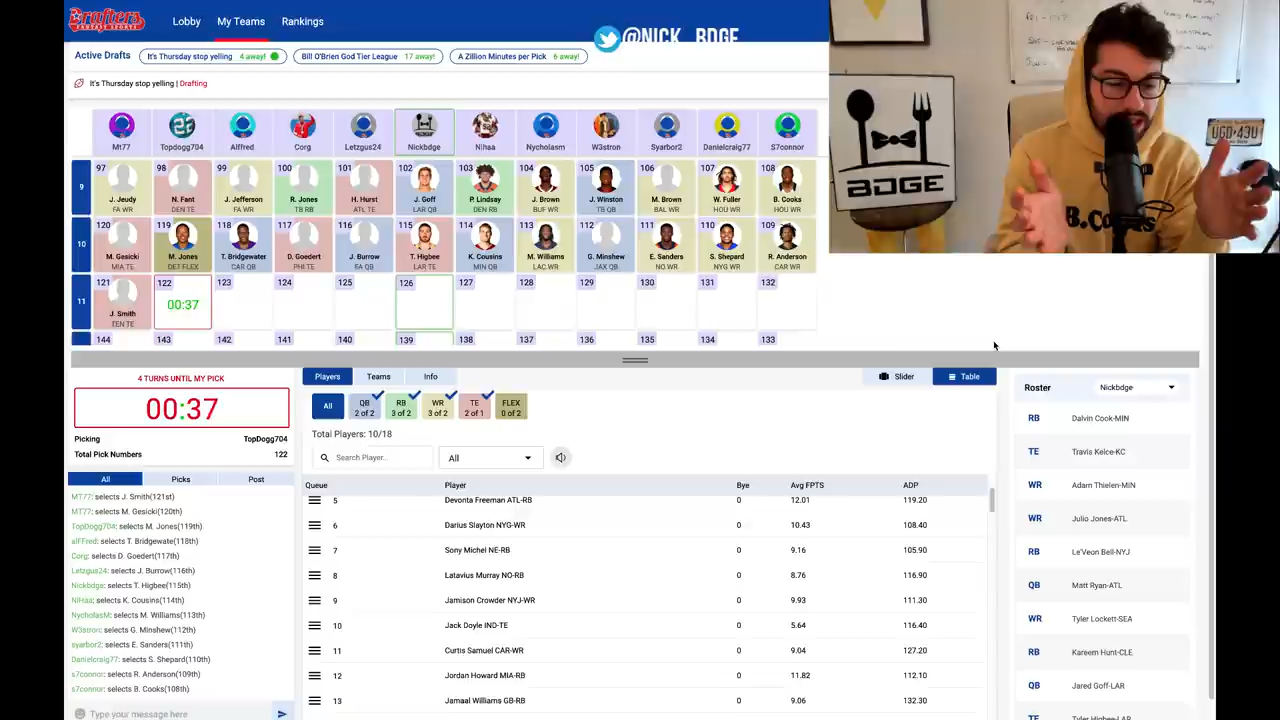 Drafters
FANTASY SPORTS
Lobby
My Teams
Rankings
@NICK_BDGE
Active Drafts
It's Thursday stop yelling 4 away!
Bill O'Brien God Tier League 17 away!
A Zillion Minutes per Pick 6 away!
It's Thursday stop yelling | Drafting
Mt77
Topdogg704
Alfred
Corg
Letzgus24
Nickbdge
Nihaa
Nycholasm
W3stron
Syarbor2
Danielcraig77
S7connor
9
97
J. Jeudy
FA WR
98
N. Fant
DEN TE
99
J. Jefferson
FA WR
100
R. Jones
TB RB
101
H. Hurst
ATL TE
102
J. Goff
LAR QB
103
P. Lindsay
DEN RB
104
J. Brown
BUF WR
105
J. Winston
TB QB
106
M. Brown
BAL WR
107
W. Fuller
HOU WR
108
B. Cooks
HOU WR
10
120
M. Gesicki
MIA TE
119
M. Jones
DET FLEX
118
T. Bridgewater
CAR QB
117
D. Goedert
PHI TE
116
J. Burrow
FA QB
115
T. Higbee
LAR TE
114
K. Cousins
MIN QB
113
M. Williams
LAC WR
112
G. Minshew
JAX QB
111
E. Sanders
NO WR
110
S. Shepard
NYG WR
109
R. Anderson
CAR WR
11
121
J. Smith
TEN TE
122
00:37
123
124
125
126
127
128
129
130
131
132
144
143
142
141
140
139
138
137
136
135
134
133
BDGE
4 TURNS UNTIL MY PICK
00:37
Picking TopDogg704
Total Pick Numbers 122
All
Picks
Post
MT77: selects J. Smith(121st)
MT77: selects M. Gesicki(120th)
TopDogg704: selects M. Jones(119th)
alFFred: selects T. Bridgewate(118th)
Corg: selects D. Goedert(117th)
Letzgus24: selects J. Burrow(116th)
Nickbdge: selects T. Higbee(115th)
NiHaa: selects K. Cousins(114th)
NycholasM: selects M. Williams(113th)
W3stron: selects G. Minshew(112th)
syarbor2: selects E. Sanders(111th)
Danielcraig77: selects S. Shepard(110th)
s7connor: selects R. Anderson(109th)
s7connor: selects B. Cooks(108th)
Type your message here
Players
Teams
Info
Slider
Table
All
QB
2 of 2
RB
3 of 2
WR
3 of 2
TE
2 of 1
FLEX
0 of 2
Total Players: 10/18
Search Player...
All
Queue Player Bye Avg FPTS ADP
5 Devonta Freeman ATL-RB 0 12.01 119.20
6 Darius Slayton NYG-WR 0 10.43 108.40
7 Sony Michel NE-RB 0 9.16 105.90
8 Latavius Murray NO-RB 0 8.76 116.90
9 Jamison Crowder NYJ-WR 0 9.93 111.30
10 Jack Doyle IND-TE 0 5.64 116.40
11 Curtis Samuel CAR-WR 0 9.04 127.20
12 Jordan Howard MIA-RB 0 11.82 112.10
13 Jamaal Williams GB-RB 0 9.06 132.30
Roster
Nickbdge
RB Dalvin Cook-MIN
TE Travis Kelce-KC
WR Adam Thielen-MIN
WR Julio Jones-ATL
RB Le'Veon Bell-NYJ
QB Matt Ryan-ATL
WR Tyler Lockett-SEA
RB Kareem Hunt-CLE
QB Jared Goff-LAR
TE Tyler Higbee-LAR